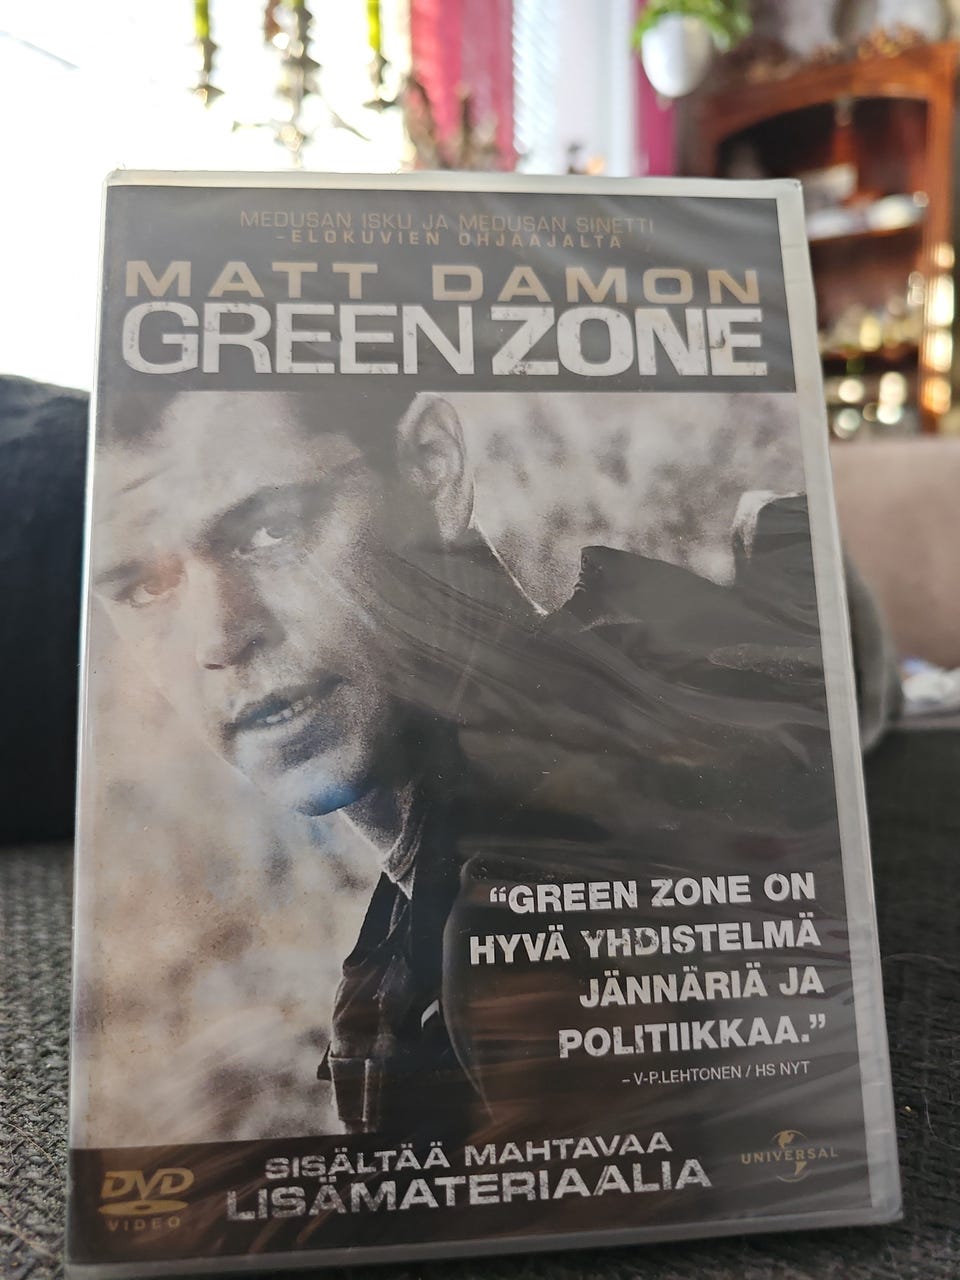 MEDUSAN ISKU JA MEDUSAN SINETTI
-ELOKUVIEN OHJAAJALTA
MATT DAMON
GREEN ZONE
“GREEN ZONE ON
HYVÄ YHDISTELMÄ
JÄNNÄRIÄ JA
POLITIIKKAA.”
– V-P.LEHTONEN / HS NYT
SISÄLTÄÄ MAHTAVAA
LISÄMATERIAALIA
DVD
VIDEO
UNIVERSAL